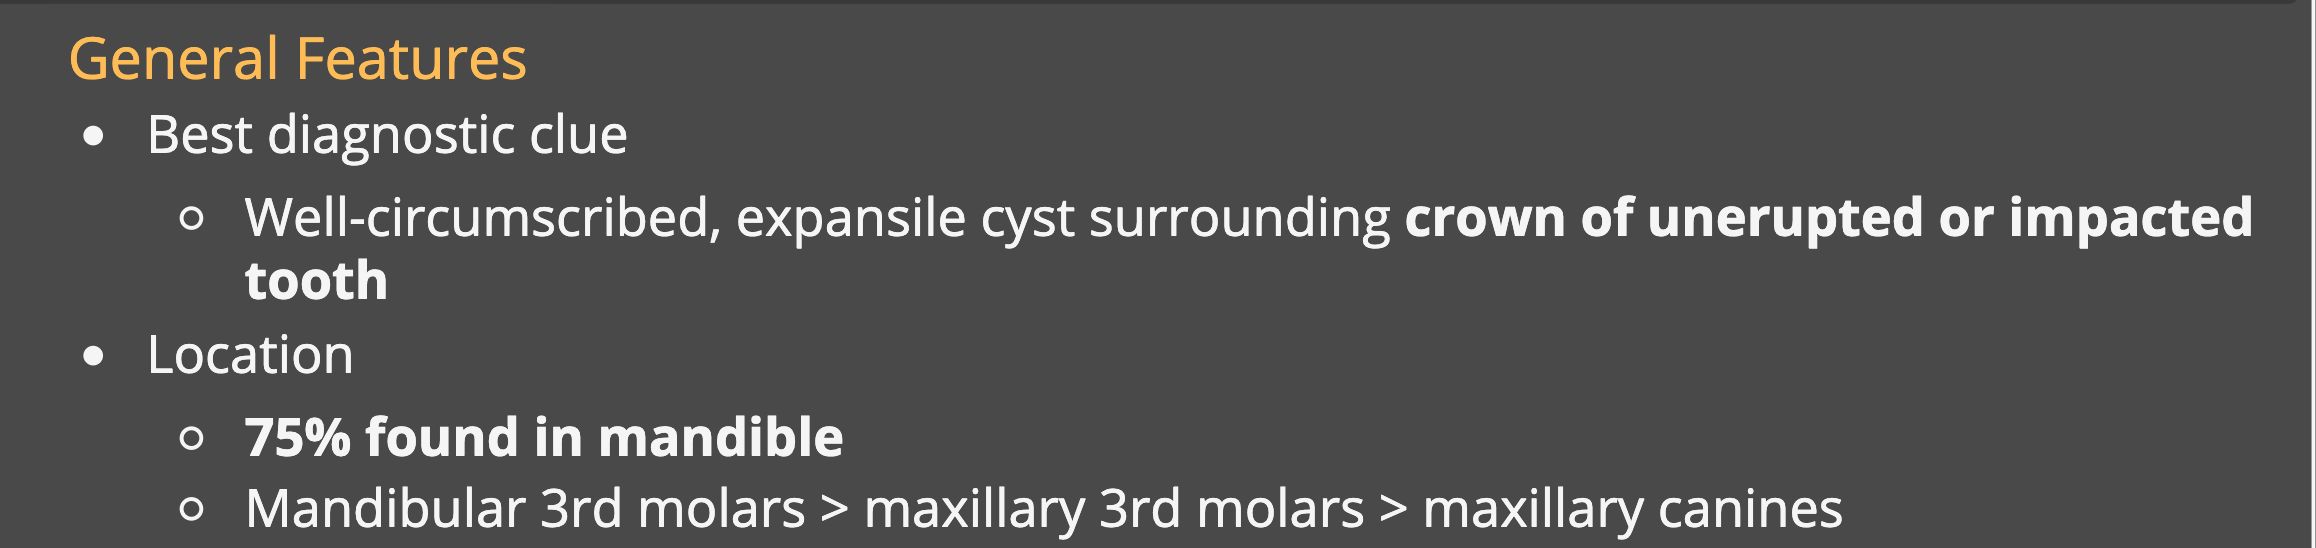 General Features
• Best diagnostic clue
○ Well-circumscribed, expansile cyst surrounding crown of unerupted or impacted
tooth
• Location
○ 75% found in mandible
○ Mandibular 3rd molars > maxillary 3rd molars > maxillary canines